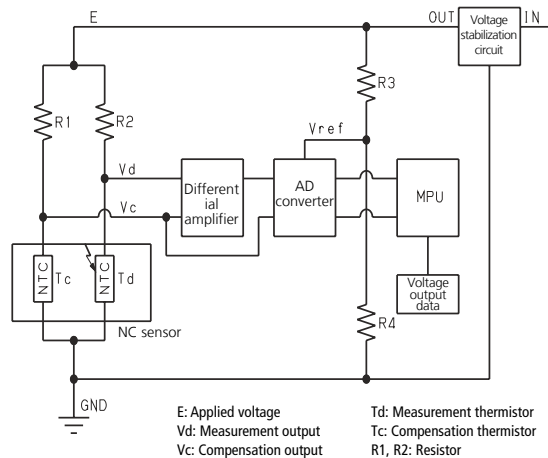 E
OUT
Voltage
stabilization
circuit
IN
R1
R2
R3
Vref
Vd
Different
ial
amplifier
AD
converter
MPU
Vc
NTC
Tc
NTC
Td
Voltage
output
data
NC sensor
R4
GND
E: Applied voltage
Vd: Measurement output
Vc: Compensation output
Td: Measurement thermistor
Tc: Compensation thermistor
R1, R2: Resistor